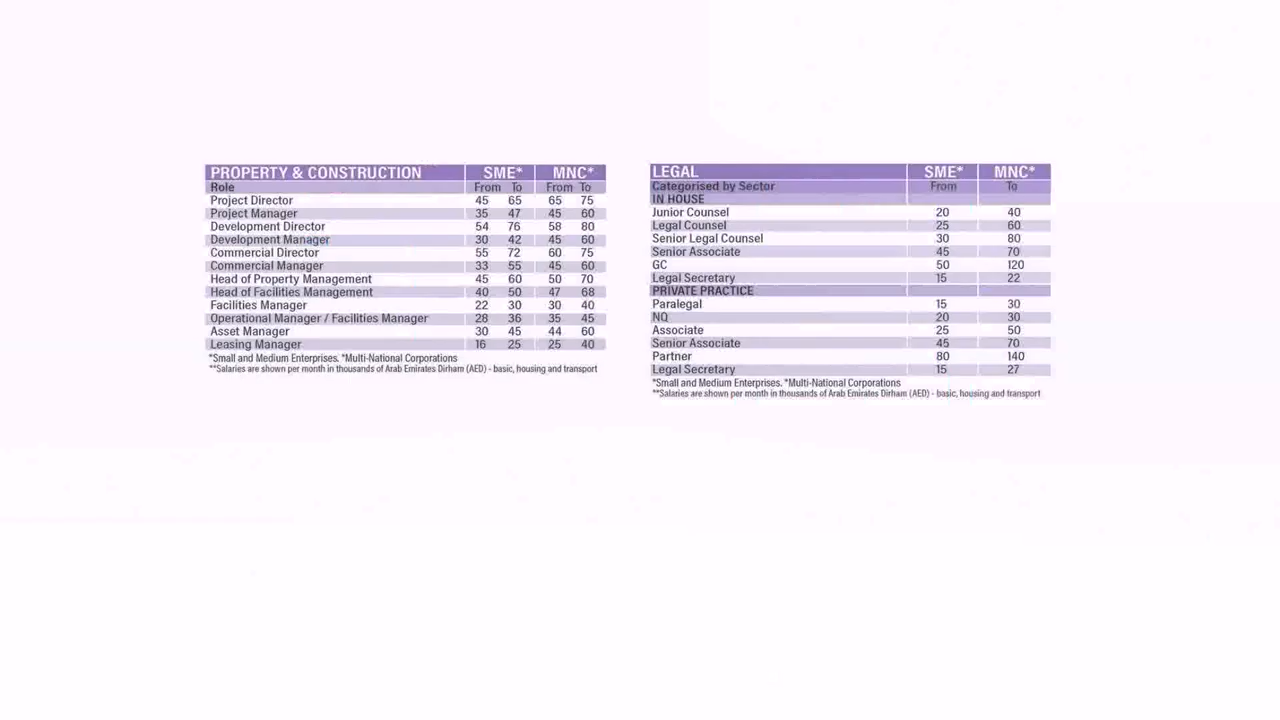 PROPERTY & CONSTRUCTION SME* MNC*
Role From To From To
Project Director 45 65 65 75
Project Manager 35 47 45 60
Development Director 54 76 58 80
Development Manager 30 42 45 60
Commercial Director 55 72 60 75
Commercial Manager 33 55 45 60
Head of Property Management 45 60 50 70
Head of Facilities Management 40 50 47 68
Facilities Manager 22 30 30 40
Operational Manager / Facilities Manager 28 36 35 45
Asset Manager 30 45 44 60
Leasing Manager 16 25 25 40
*Small and Medium Enterprises. *Multi-National Corporations
**Salaries are shown per month in thousands of Arab Emirates Dirham (AED) - basic, housing and transport
LEGAL SME* MNC*
Categorised by Sector From To
IN HOUSE
Junior Counsel 20 40
Legal Counsel 25 60
Senior Legal Counsel 30 80
Senior Associate 45 70
GC 50 120
Legal Secretary 15 22
PRIVATE PRACTICE
Paralegal 15 30
NQ 20 30
Associate 25 50
Senior Associate 45 70
Partner 80 140
Legal Secretary 15 27
*Small and Medium Enterprises. *Multi-National Corporations
**Salaries are shown per month in thousands of Arab Emirates Dirham (AED) - basic, housing and transport